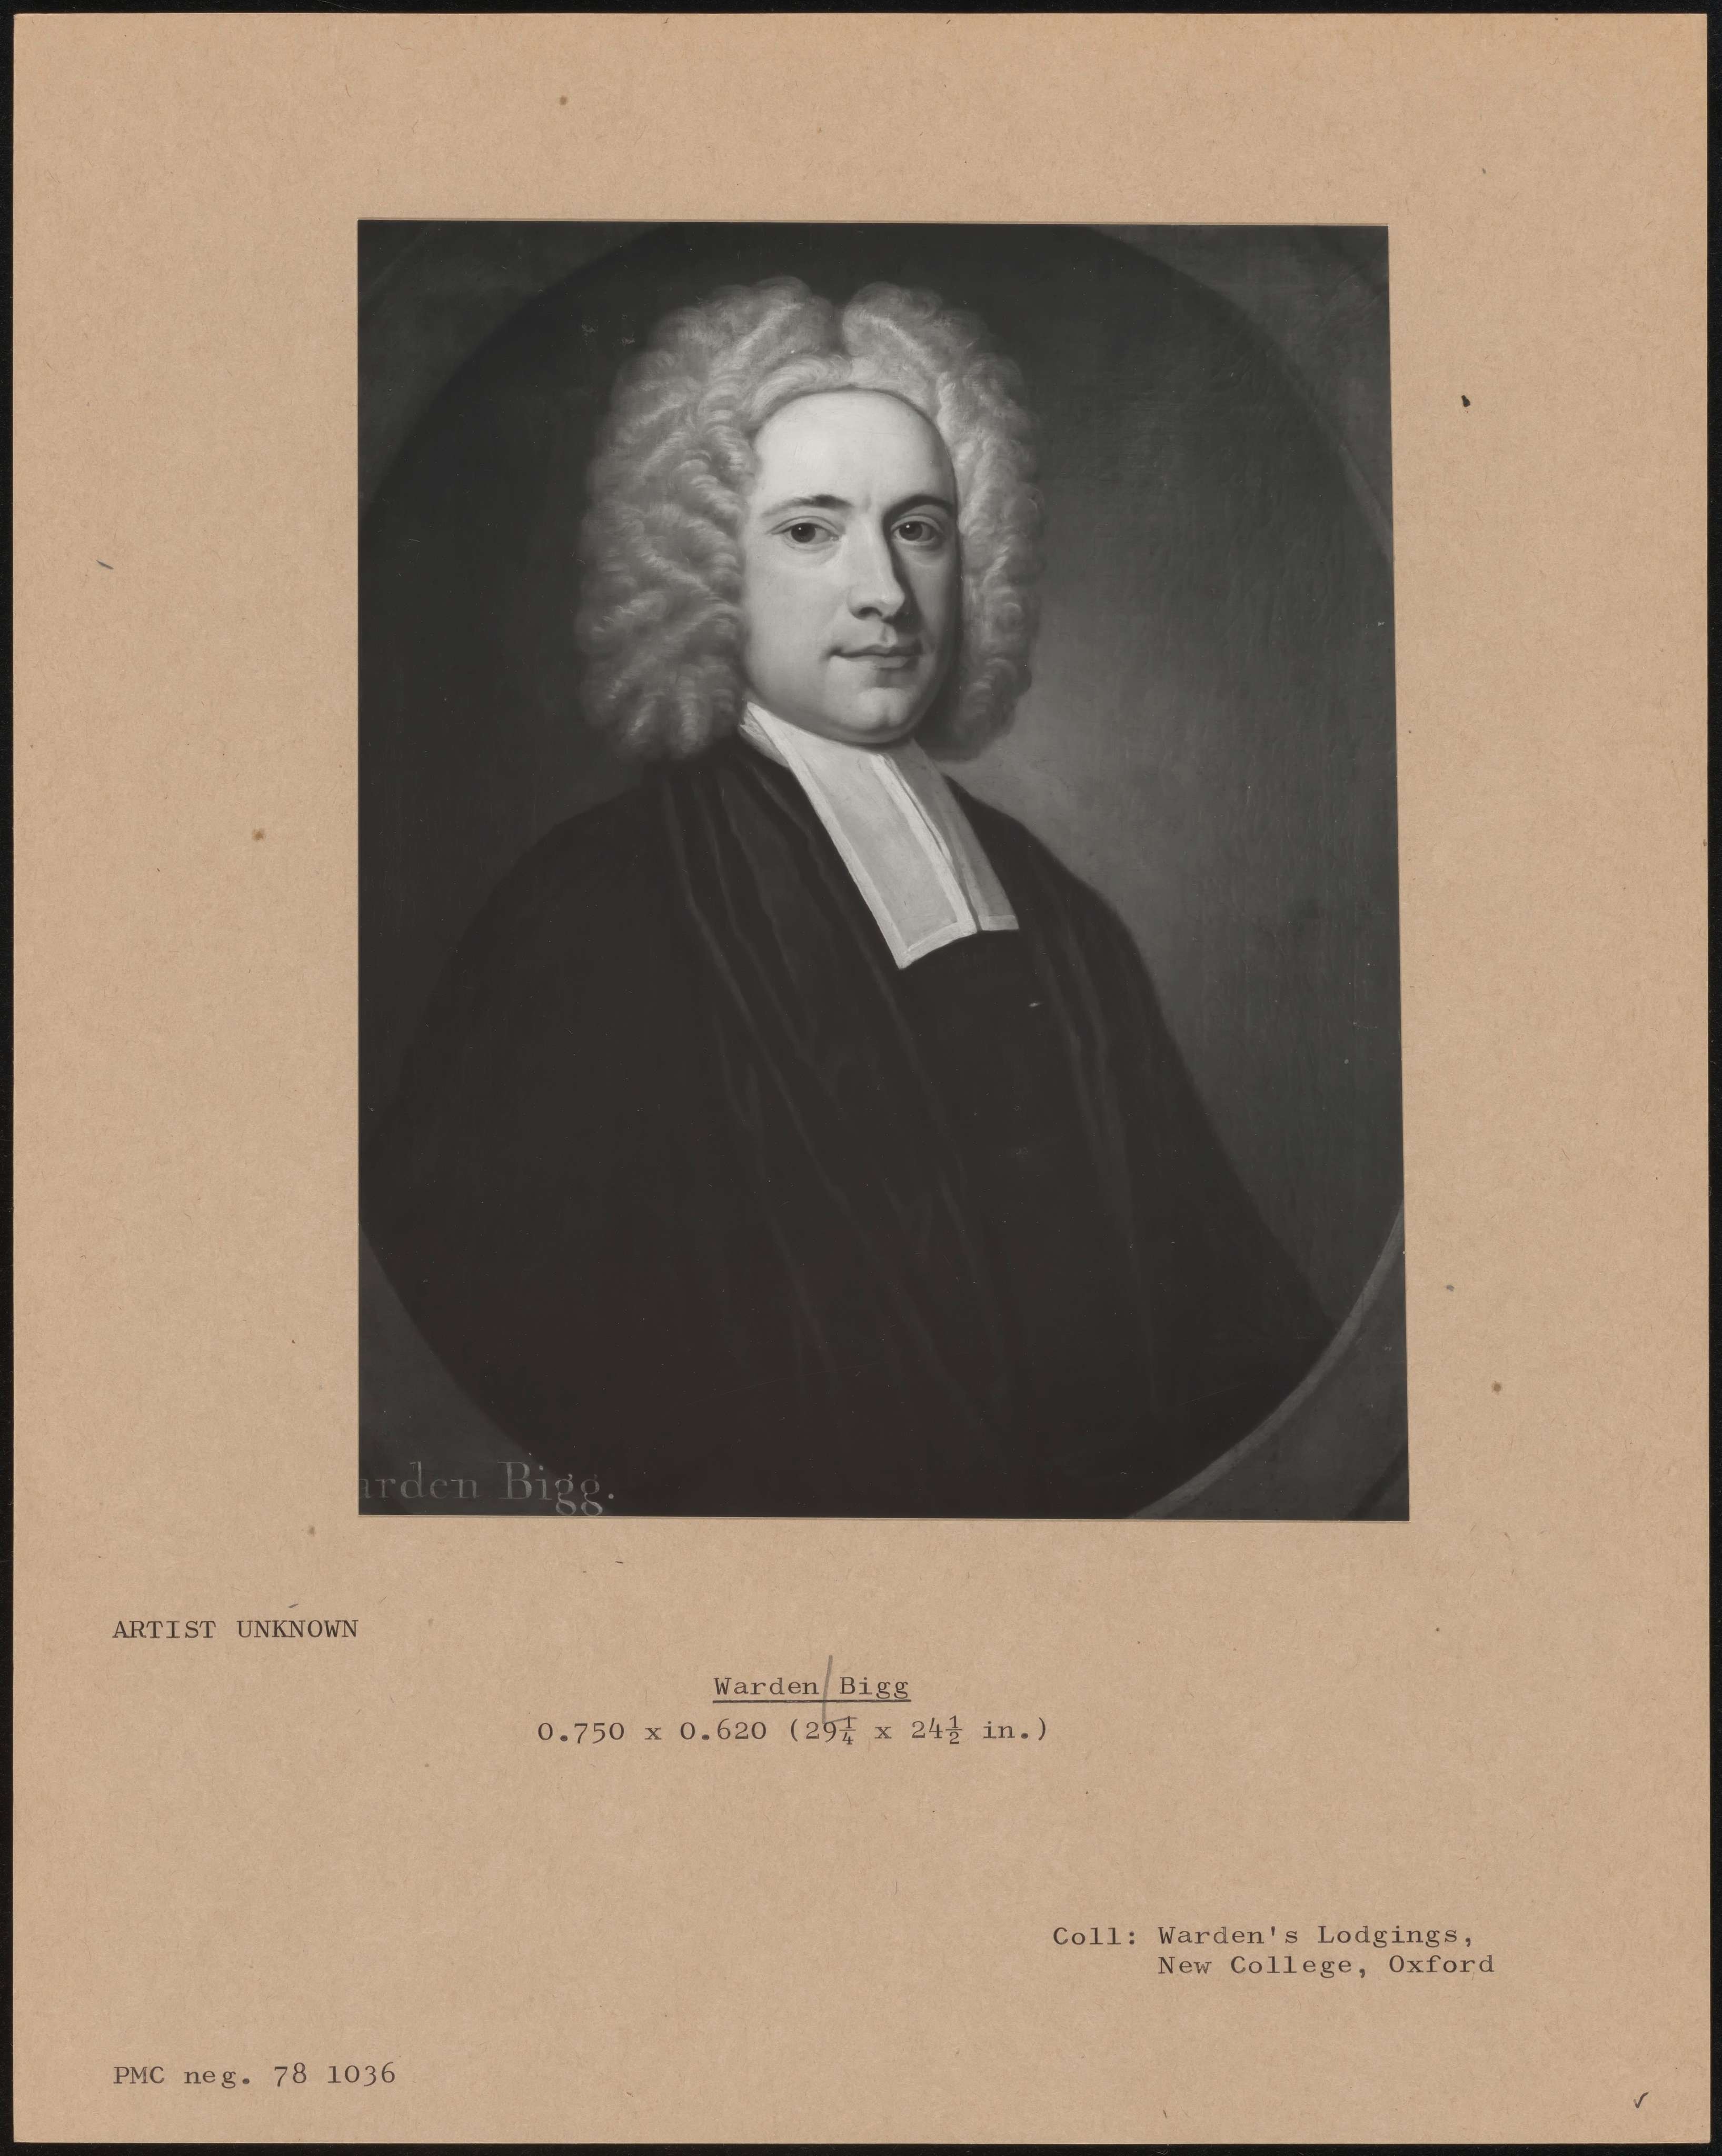 arden Bigg.
ARTIST UNKNOWN
Warden Bigg
0.750 x 0.620 (29¼ x 24½ in.)
Coll: Warden's Lodgings,
New College, Oxford
PMC neg. 78 1036